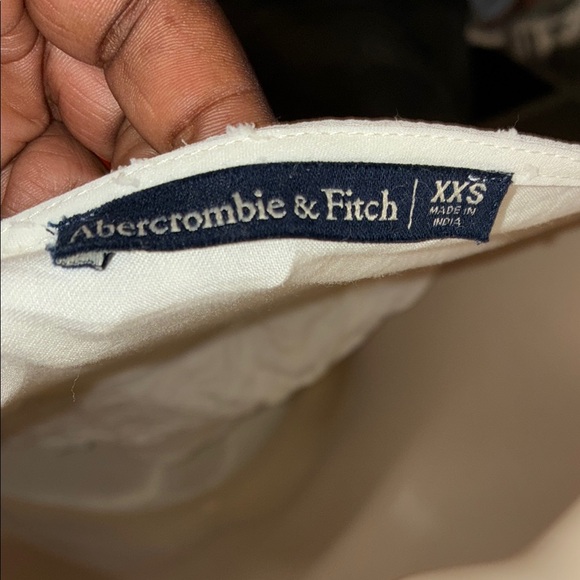 Abercrombie & Fitch | XXS
MADE IN
INDIA